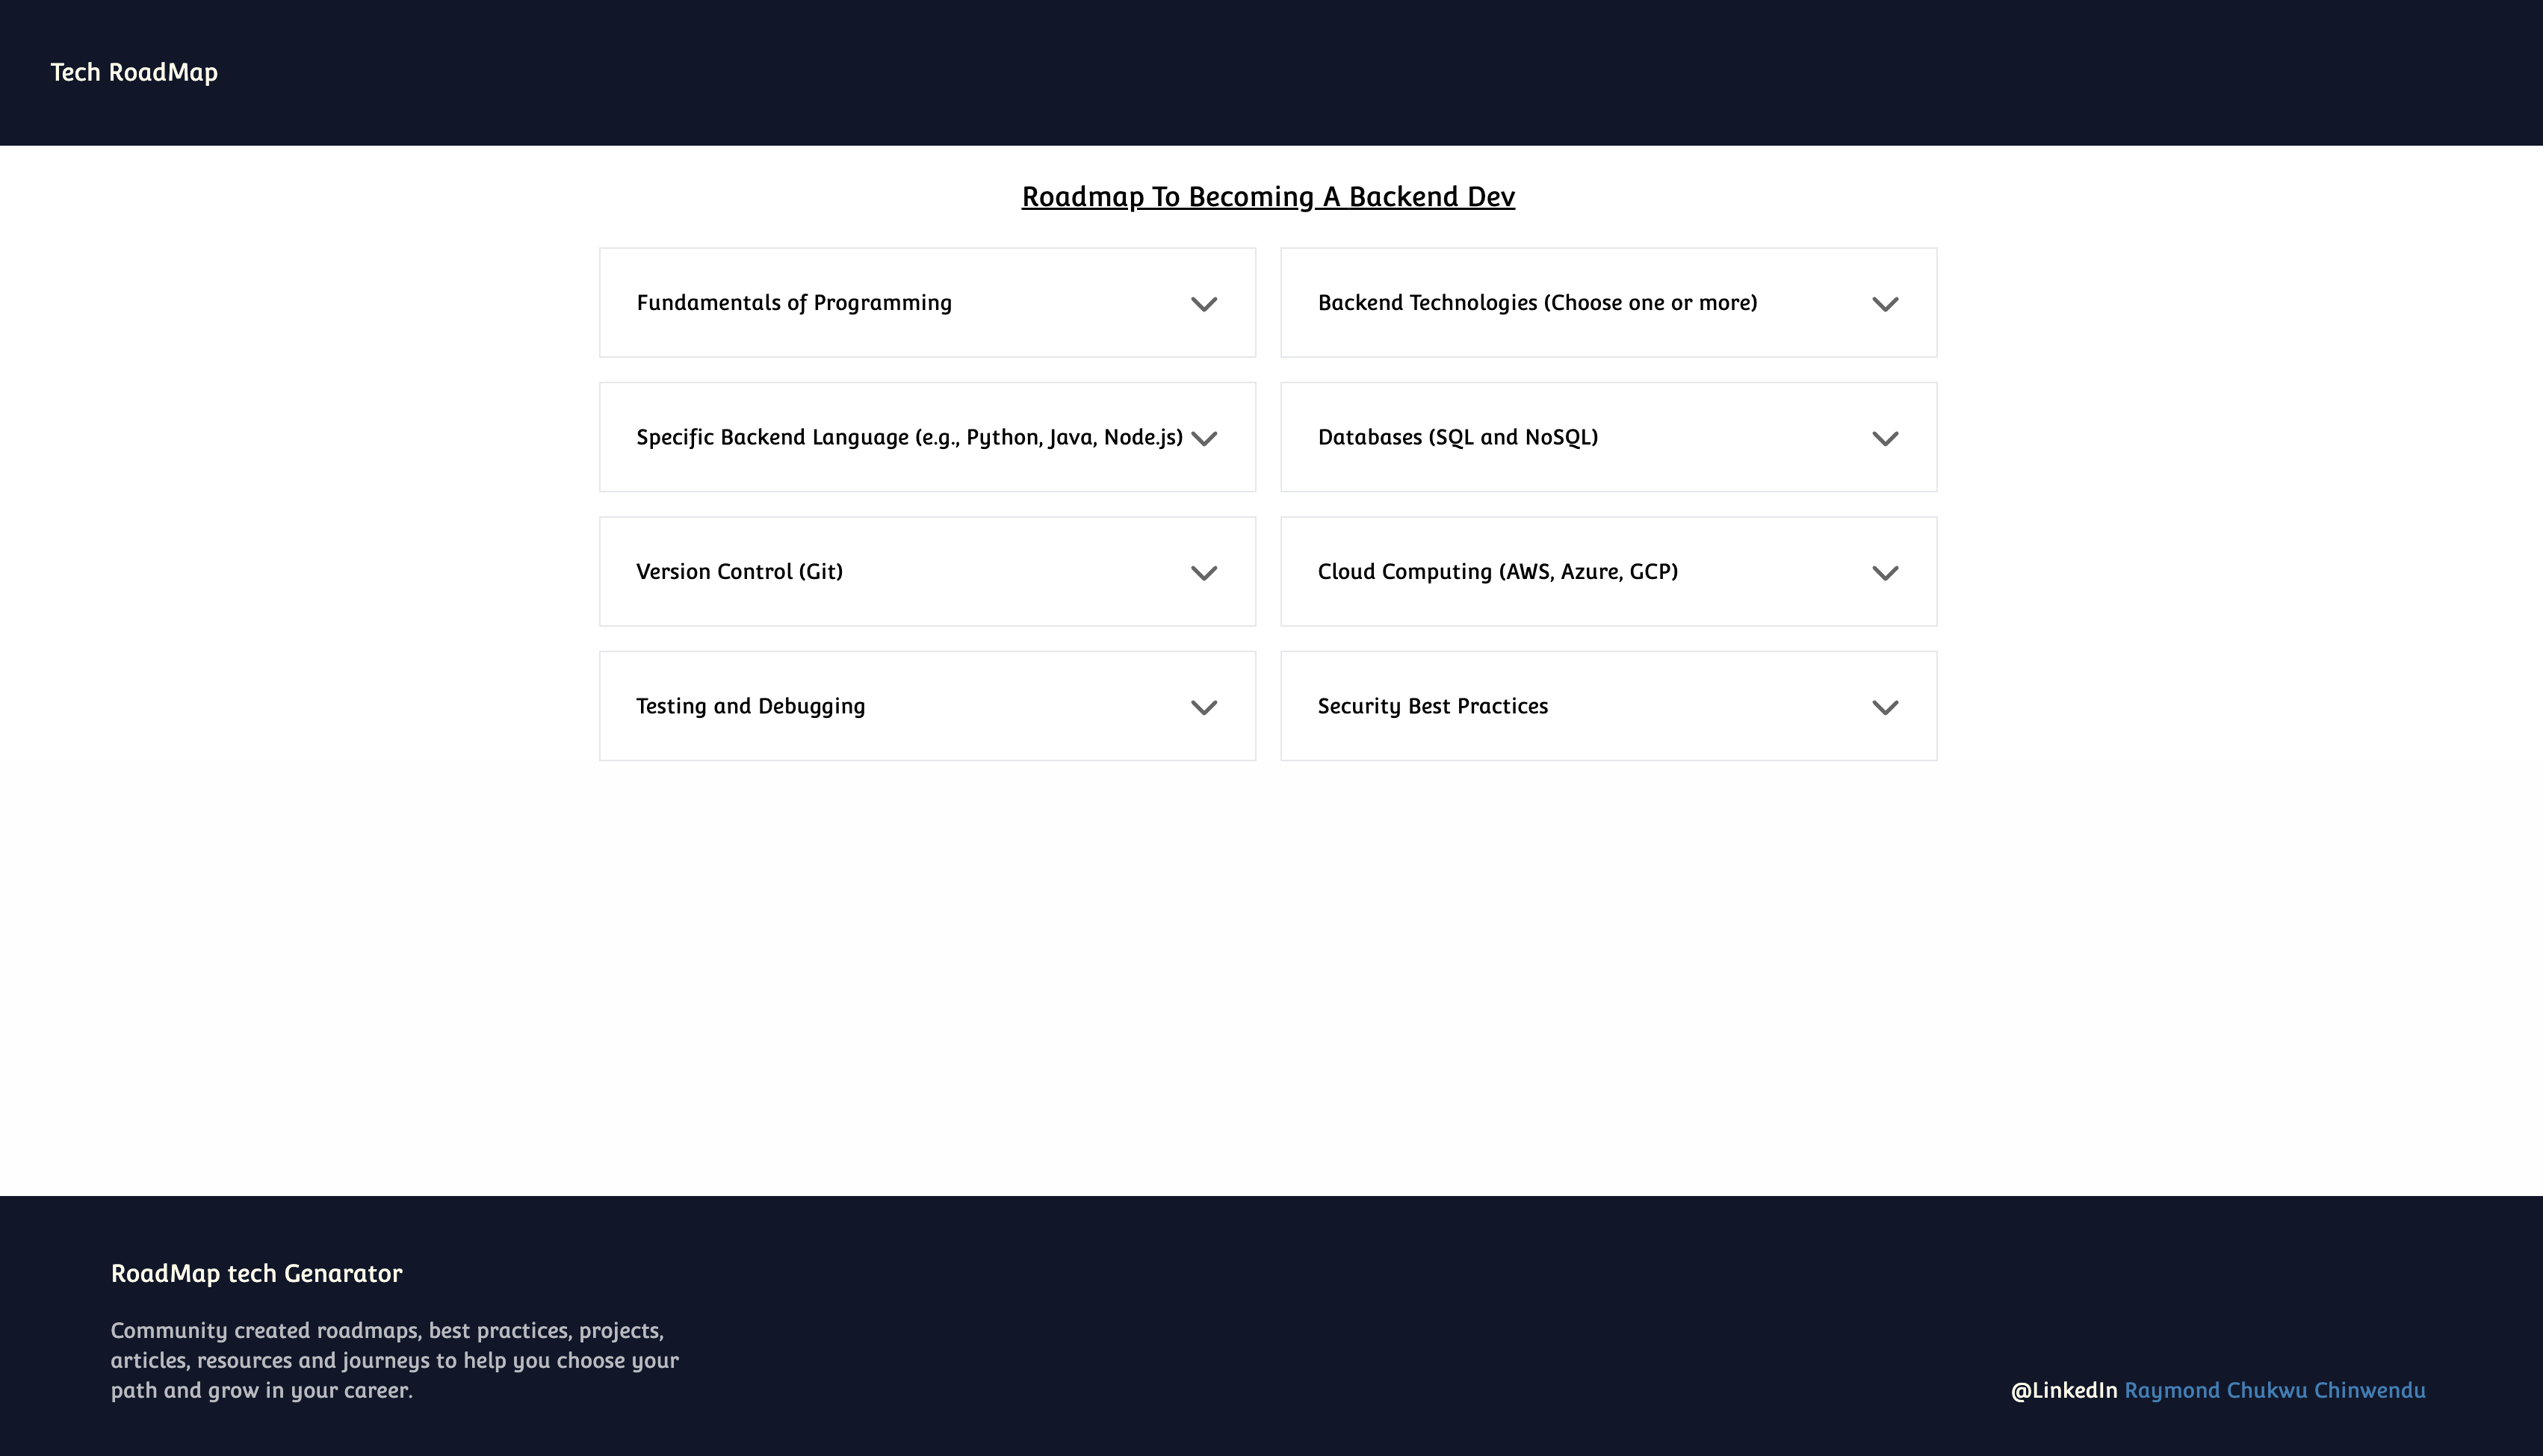 Tech RoadMap
Roadmap To Becoming A Backend Dev
Fundamentals of Programming
Backend Technologies (Choose one or more)
Specific Backend Language (e.g., Python, Java, Node.js)
Databases (SQL and NoSQL)
Version Control (Git)
Cloud Computing (AWS, Azure, GCP)
Testing and Debugging
Security Best Practices
RoadMap tech Genarator
Community created roadmaps, best practices, projects,
articles, resources and journeys to help you choose your
path and grow in your career.
@LinkedIn Raymond Chukwu Chinwendu